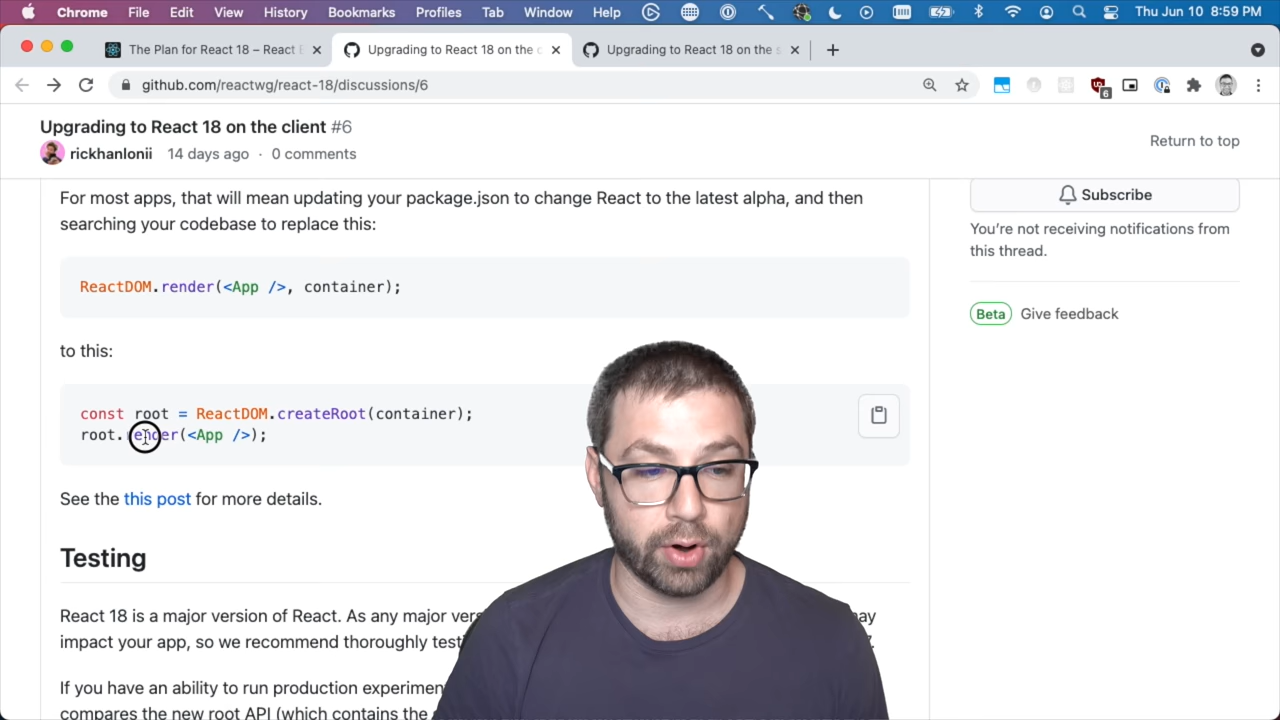 Chrome File Edit View History Bookmarks Profiles Tab Window Help Thu Jun 10 8:59 PM
The Plan for React 18 – React Upgrading to React 18 on the Upgrading to React 18 on the
github.com/reactwg/react-18/discussions/6
6
Upgrading to React 18 on the client #6
rickhanlonii 14 days ago · 0 comments
Return to top
For most apps, that will mean updating your package.json to change React to the latest alpha, and then
searching your codebase to replace this:
ReactDOM.render(<App />, container);
to this:
const root = ReactDOM.createRoot(container);
root.render(<App />);
See the this post for more details.
Testing
React 18 is a major version of React. As any major
impact your app, so we recommend thoroughly
If you have an ability to run production
compares the new root API (which contains the
Subscribe
You’re not receiving notifications from
this thread.
Beta Give feedback